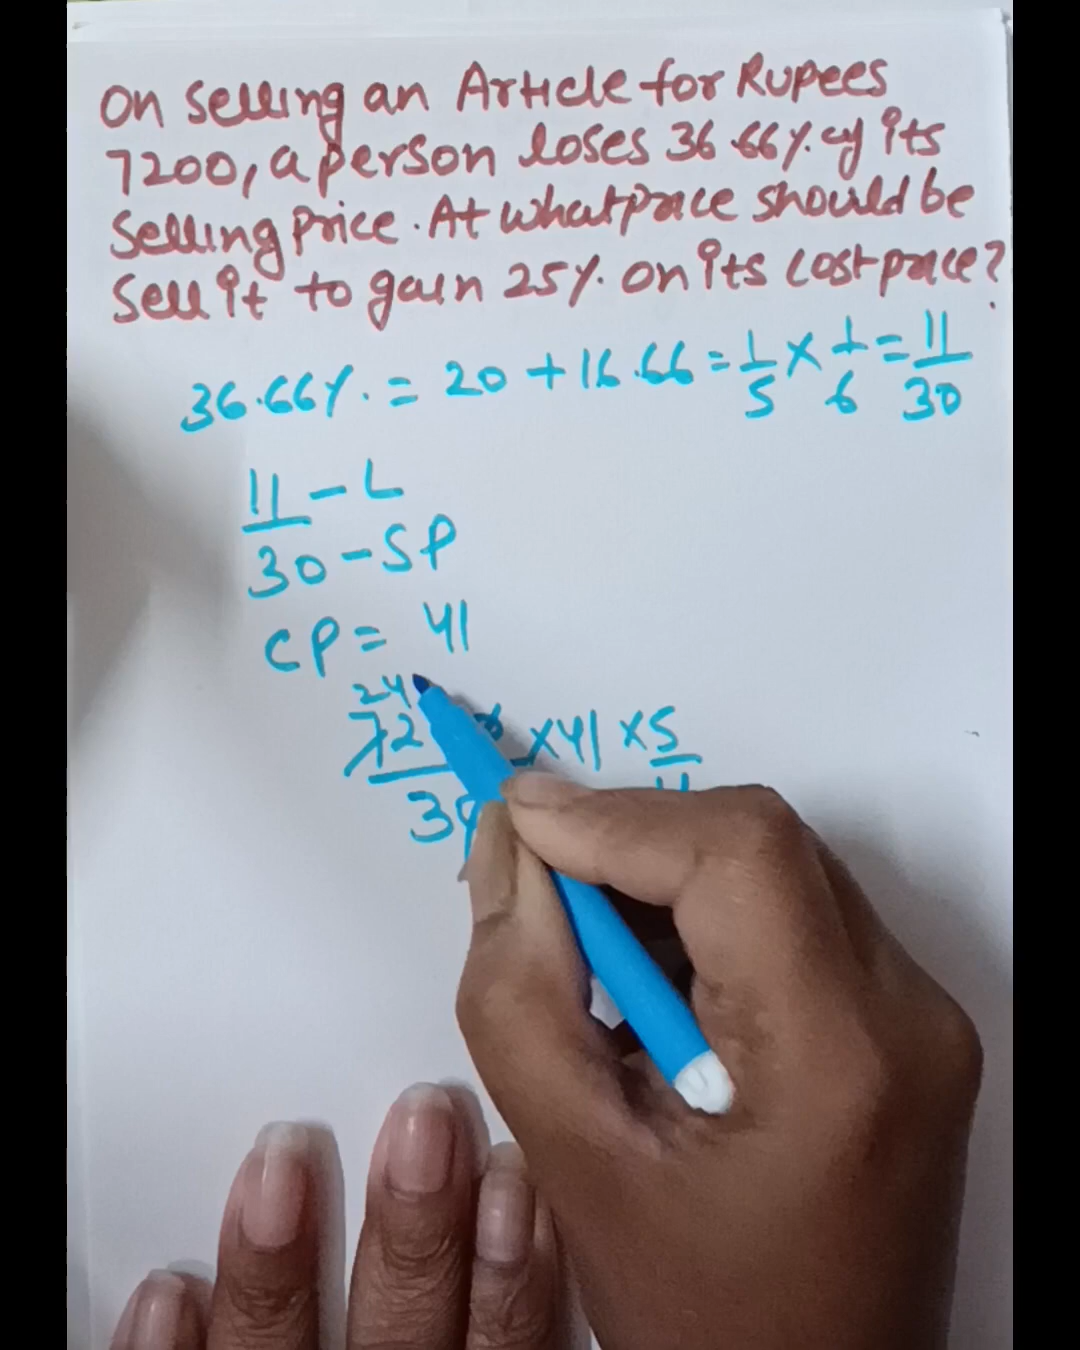 On Selling an Article for Rupees
7200, a person loses 36.66% of its
Selling Price. At what price should be
Sell it to gain 25% on its cost price?
36.66% = 20 + 16.66 = 1/5 × 1/6 = 11/30
11 - L
30 - SP
CP = 41
24
72 × 41 × 5
3